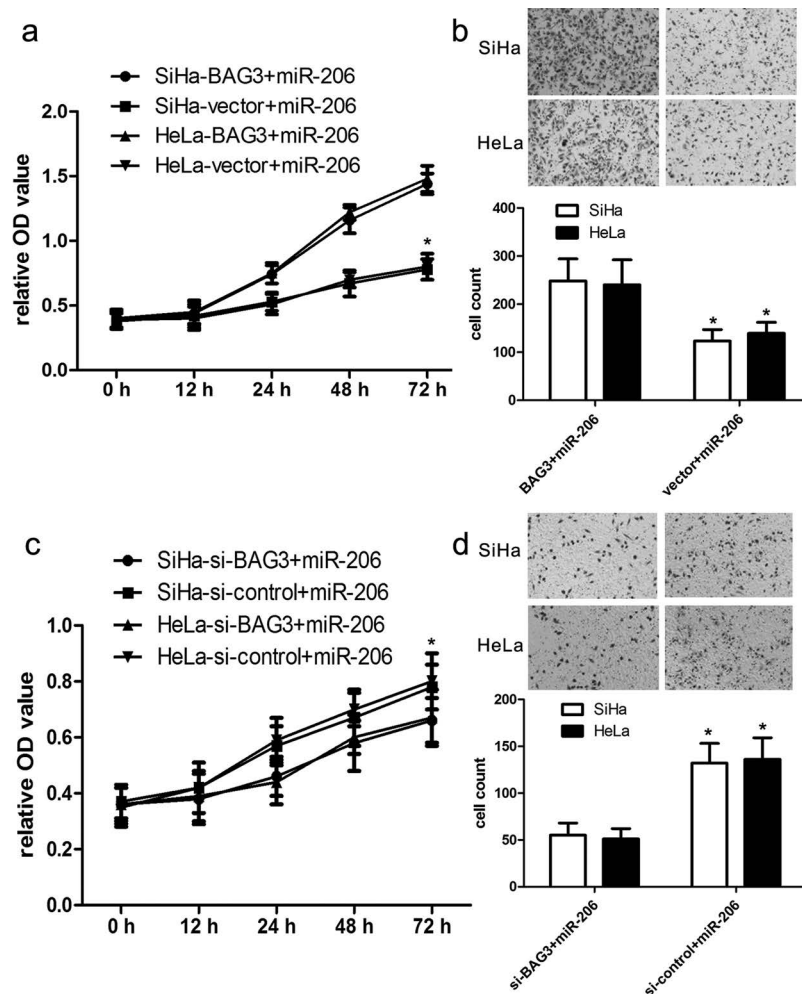 a
SiHa-BAG3+miR-206
SiHa-vector+miR-206
HeLa-BAG3+miR-206
HeLa-vector+miR-206
relative OD value
2.0
1.5
1.0
0.5
0.0
*
0 h 12 h 24 h 48 h 72 h
b
SiHa
HeLa
SiHa
HeLa
cell count
400
300
200
100
0
* *
BAG3+miR-206 vector+miR-206
c
SiHa-si-BAG3+miR-206
SiHa-si-control+miR-206
HeLa-si-BAG3+miR-206
HeLa-si-control+miR-206
relative OD value
1.0
0.8
0.6
0.4
0.2
0.0
*
0 h 12 h 24 h 48 h 72 h
d
SiHa
HeLa
SiHa
HeLa
cell count
150
100
50
0
* *
si-BAG3+miR-206 si-control+miR-206